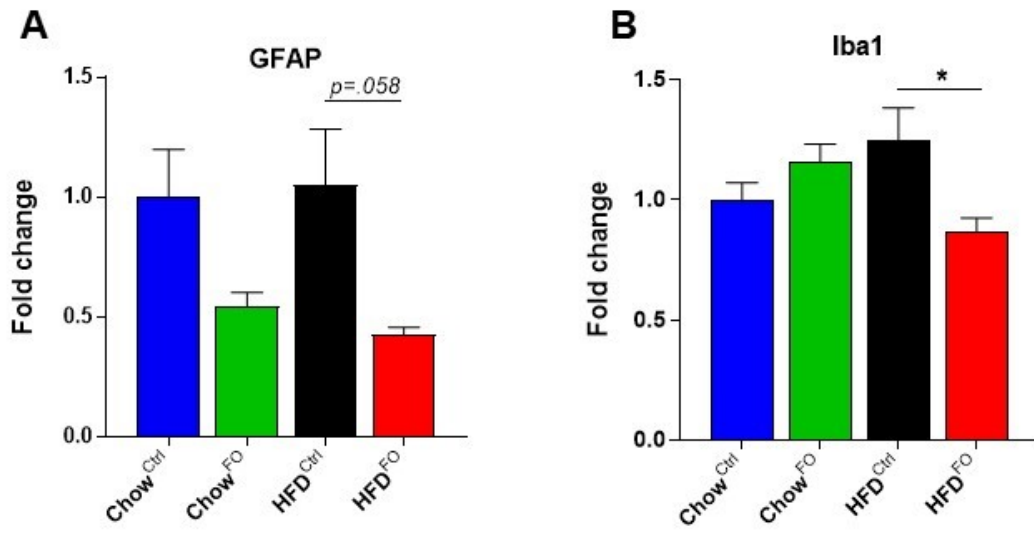 A
GFAP
p=.058
Fold change
1.5
1.0
0.5
0.0
Chow^Ctrl
Chow^FO
HFD^Ctrl
HFD^FO
B
Iba1
*
Fold change
1.5
1.0
0.5
0.0
Chow^Ctrl
Chow^FO
HFD^Ctrl
HFD^FO